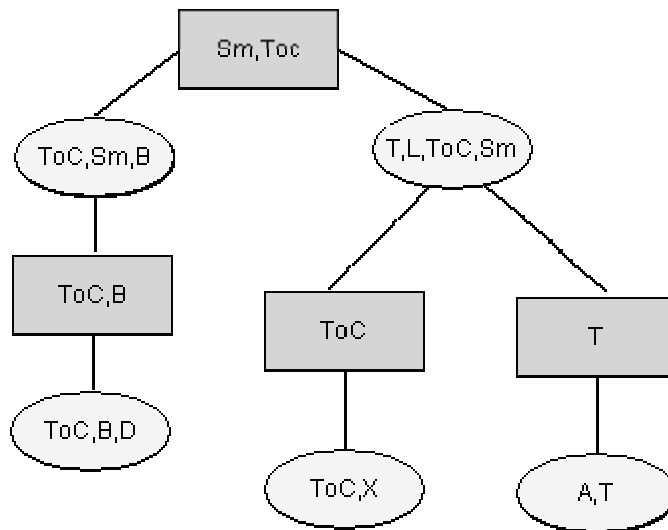 Sm,Toc
ToC,Sm,B
T,L,ToC,Sm
ToC,B
ToC
T
ToC,B,D
ToC,X
A,T